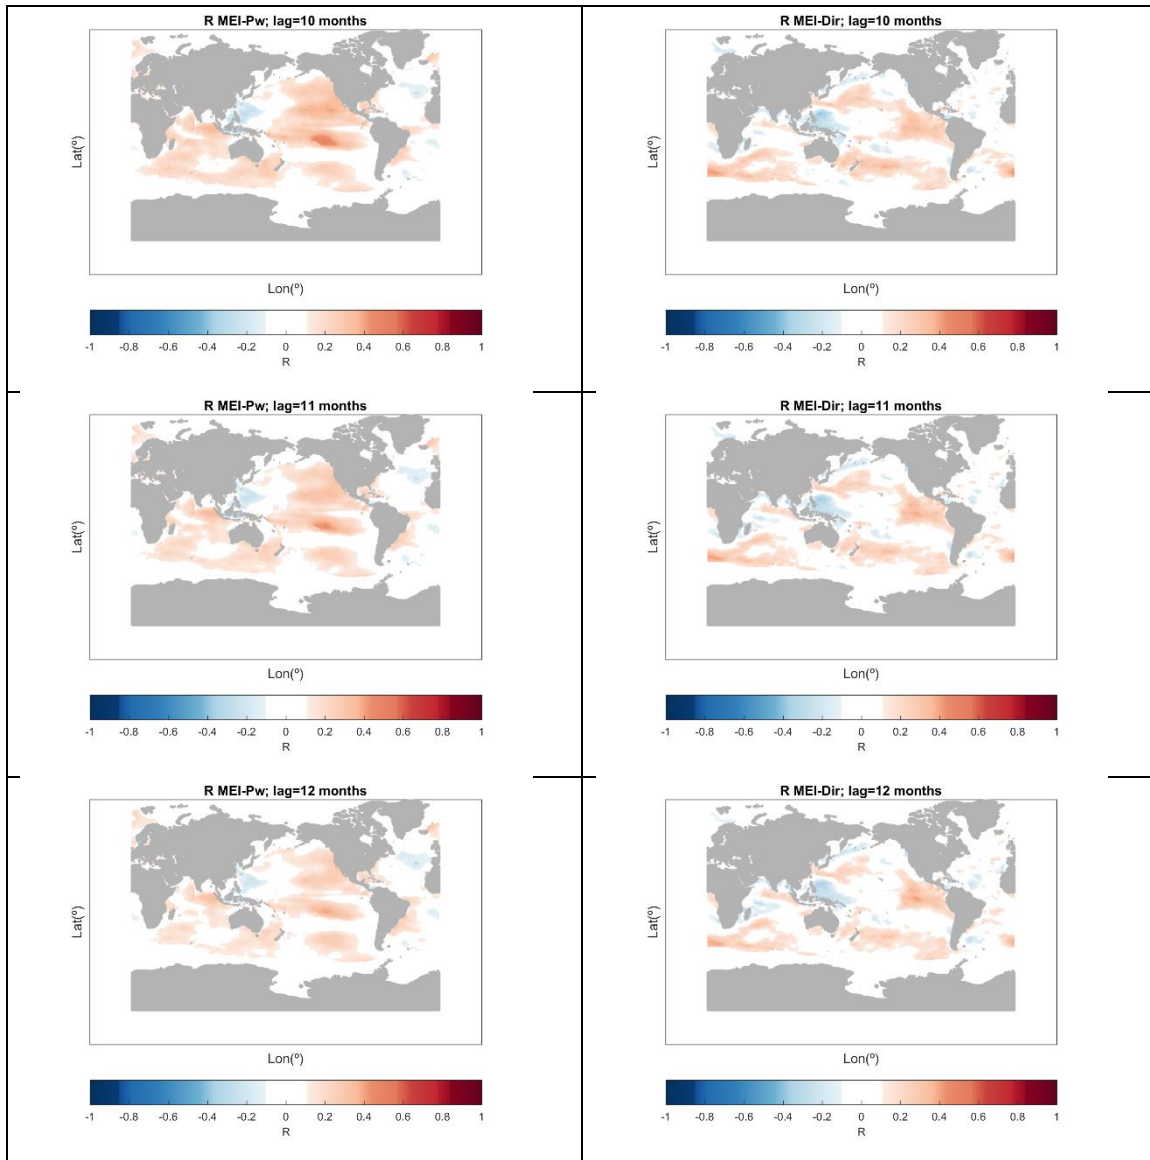 R MEI-Pw; lag=10 months
Lat(º)
Lon(º)
-1 -0.8 -0.6 -0.4 -0.2 0 0.2 0.4 0.6 0.8 1
R
R MEI-Dir; lag=10 months
Lat(º)
Lon(º)
-1 -0.8 -0.6 -0.4 -0.2 0 0.2 0.4 0.6 0.8 1
R
R MEI-Pw; lag=11 months
Lat(º)
Lon(º)
-1 -0.8 -0.6 -0.4 -0.2 0 0.2 0.4 0.6 0.8 1
R
R MEI-Dir; lag=11 months
Lat(º)
Lon(º)
-1 -0.8 -0.6 -0.4 -0.2 0 0.2 0.4 0.6 0.8 1
R
R MEI-Pw; lag=12 months
Lat(º)
Lon(º)
-1 -0.8 -0.6 -0.4 -0.2 0 0.2 0.4 0.6 0.8 1
R
R MEI-Dir; lag=12 months
Lat(º)
Lon(º)
-1 -0.8 -0.6 -0.4 -0.2 0 0.2 0.4 0.6 0.8 1
R